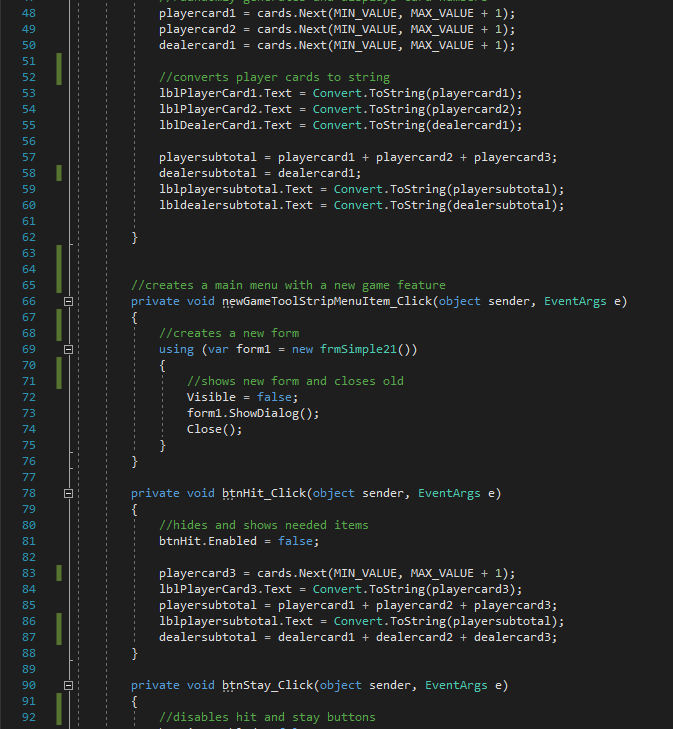 48 playercard1 = cards.Next(MIN_VALUE, MAX_VALUE + 1);
49 playercard2 = cards.Next(MIN_VALUE, MAX_VALUE + 1);
50 dealercard1 = cards.Next(MIN_VALUE, MAX_VALUE + 1);
51
52 //converts player cards to string
53 lblPlayerCard1.Text = Convert.ToString(playercard1);
54 lblPlayerCard2.Text = Convert.ToString(playercard2);
55 lblDealerCard1.Text = Convert.ToString(dealercard1);
56
57 playersubtotal = playercard1 + playercard2 + playercard3;
58 dealersubtotal = dealercard1;
59 lblplayersubtotal.Text = Convert.ToString(playersubtotal);
60 lbldealersubtotal.Text = Convert.ToString(dealersubtotal);
61
62 }
63
64
65 //creates a main menu with a new game feature
66 private void newGameToolStripMenuItem_Click(object sender, EventArgs e)
67 {
68 //creates a new form
69 using (var form1 = new frmSimple21())
70 {
71 //shows new form and closes old
72 Visible = false;
73 form1.ShowDialog();
74 Close();
75 }
76 }
77
78 private void btnHit_Click(object sender, EventArgs e)
79 {
80 //hides and shows needed items
81 btnHit.Enabled = false;
82
83 playercard3 = cards.Next(MIN_VALUE, MAX_VALUE + 1);
84 lblPlayerCard3.Text = Convert.ToString(playercard3);
85 playersubtotal = playercard1 + playercard2 + playercard3;
86 lblplayersubtotal.Text = Convert.ToString(playersubtotal);
87 dealersubtotal = dealercard1 + dealercard2 + dealercard3;
88 }
89
90 private void btnStay_Click(object sender, EventArgs e)
91 {
92 //disables hit and stay buttons